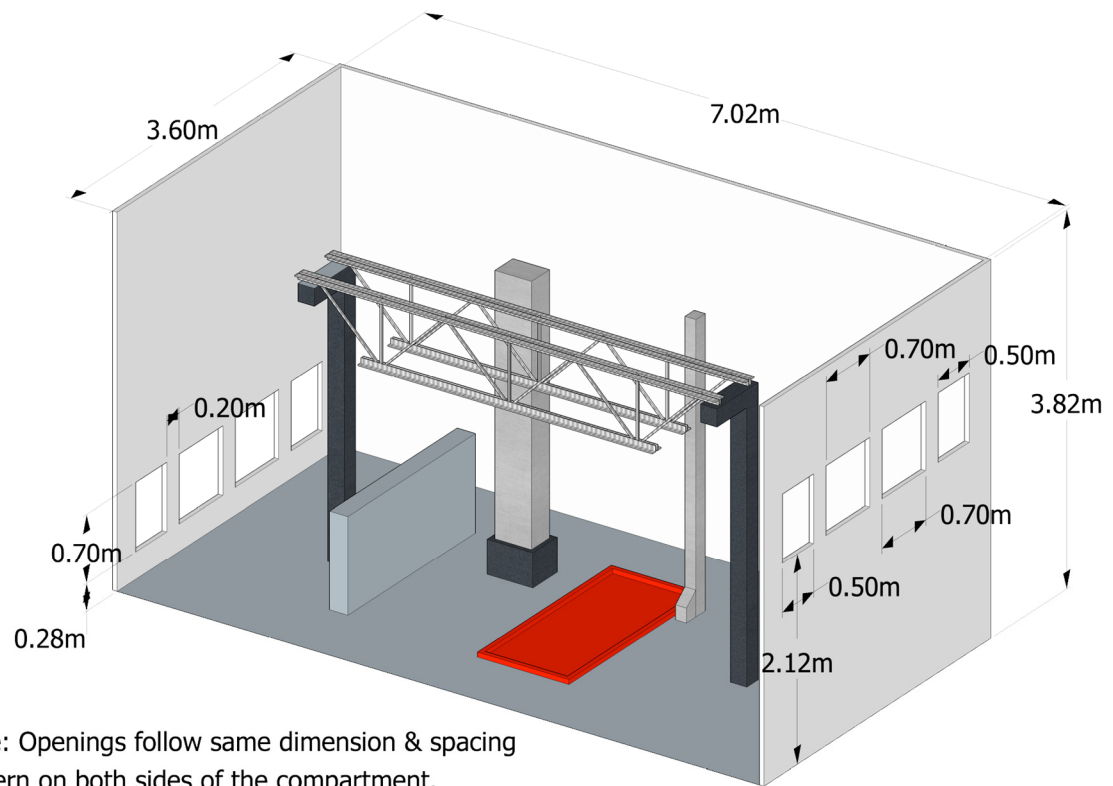 7.02m
3.60m
0.70m
0.50m
3.82m
0.20m
0.70m
0.70m
0.50m
0.28m
2.12m
: Openings follow same dimension & spacing
on both sides of the compartment.